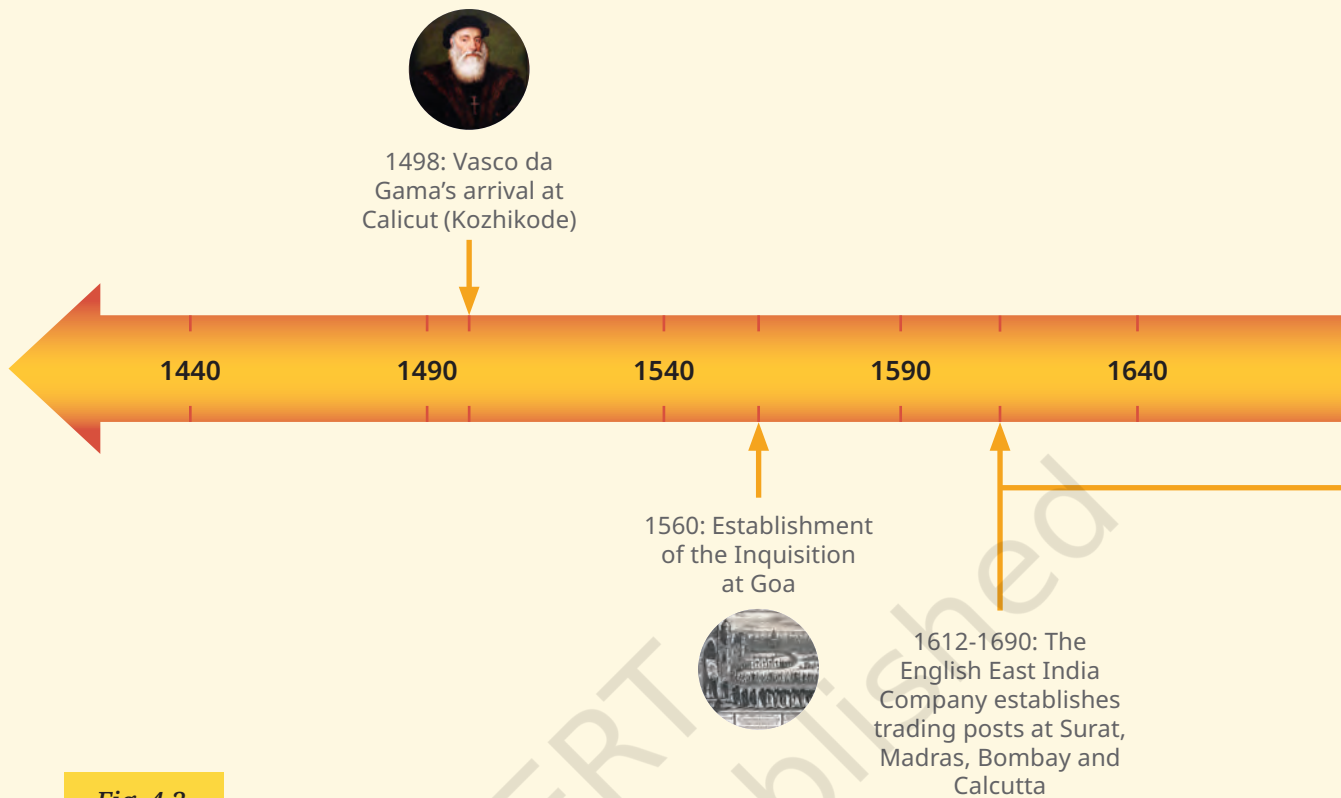 1498: Vasco da
Gama’s arrival at
Calicut (Kozhikode)
1440
1490
1540
1590
1640
1560: Establishment
of the Inquisition
at Goa
1612-1690: The
English East India
Company establishes
trading posts at Surat,
Madras, Bombay and
Calcutta